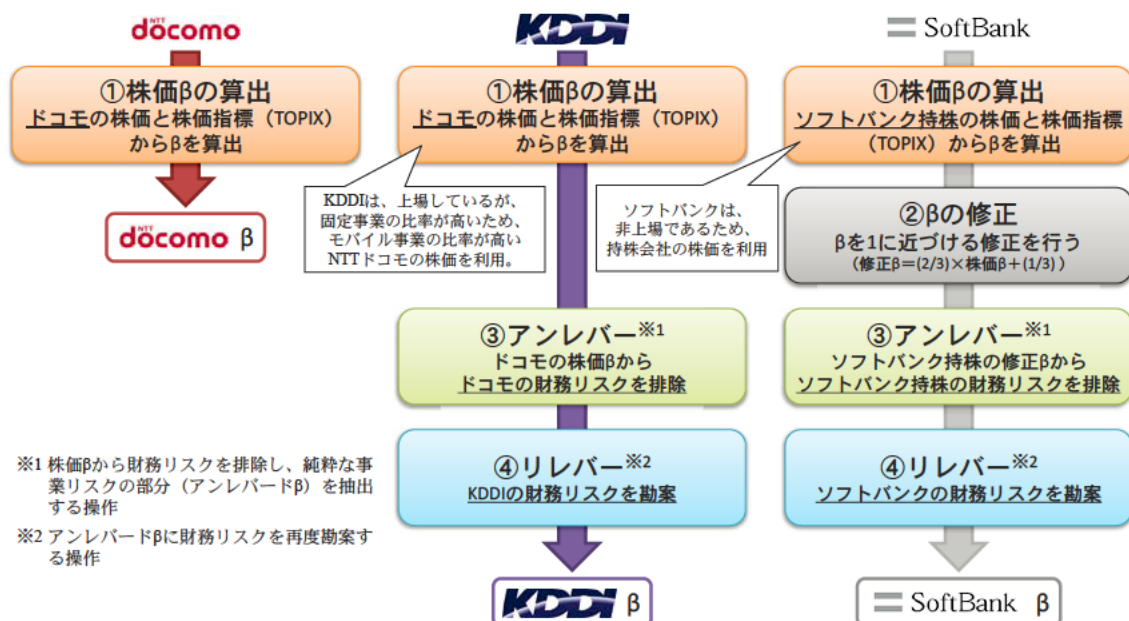 NTT
döcomo
①株価βの算出
ドコモの株価と株価指標（TOPIX）
からβを算出
NTT
döcomo β
KDDI
①株価βの算出
ドコモの株価と株価指標（TOPIX）
からβを算出
KDDIは、上場しているが、
固定事業の比率が高いため、
モバイル事業の比率が高い
NTTドコモの株価を利用。
③アンレバー※1
ドコモの株価βから
ドコモの財務リスクを排除
④リレバー※2
KDDIの財務リスクを勘案
KDDI β
SoftBank
①株価βの算出
ソフトバンク持株の株価と株価指標
（TOPIX）からβを算出
ソフトバンクは、
非上場であるため、
持株会社の株価を利用
②βの修正
βを1に近づける修正を行う
（修正β＝(2/3)×株価β＋(1/3) ）
③アンレバー※1
ソフトバンク持株の修正βから
ソフトバンク持株の財務リスクを排除
④リレバー※2
ソフトバンクの財務リスクを勘案
SoftBank β
※1 株価βから財務リスクを排除し、純粋な事
業リスクの部分（アンレバードβ）を抽出
する操作
※2 アンレバードβに財務リスクを再度勘案す
る操作